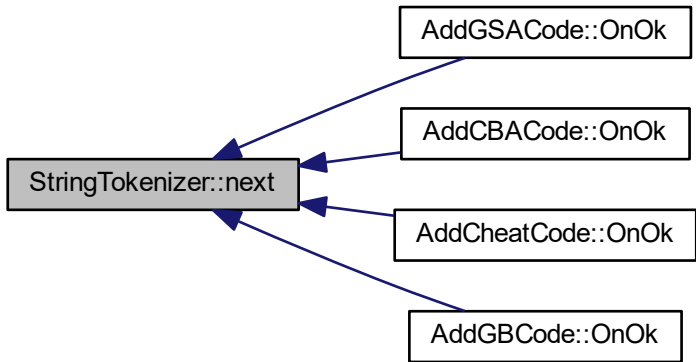 AddGSACode::OnOk
AddCBACode::OnOk
StringTokenizer::next
AddCheatCode::OnOk
AddGBCode::OnOk